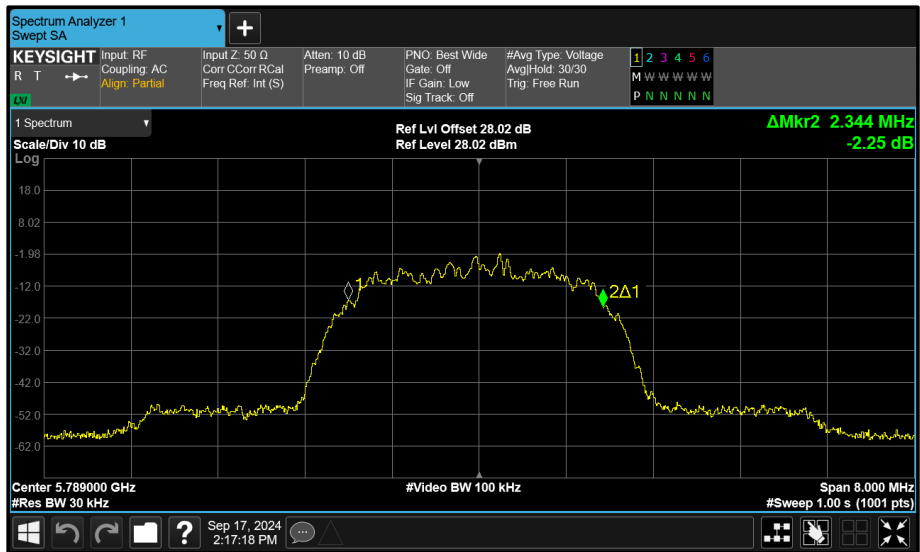 Spectrum Analyzer 1
Swept SA
+
KEYSIGHT
R T
LXI
Input: RF
Coupling: AC
Align: Partial
Input Z: 50 Ω
Corr CCorr RCal
Freq Ref: Int (S)
Atten: 10 dB
Preamp: Off
PNO: Best Wide
Gate: Off
IF Gain: Low
Sig Track: Off
#Avg Type: Voltage
Avg|Hold: 30/30
Trig: Free Run
1 2 3 4 5 6
M W W W W W
P N N N N N
1 Spectrum
Scale/Div 10 dB
Ref Lvl Offset 28.02 dB
Ref Level 28.02 dBm
ΔMkr2 2.344 MHz
-2.25 dB
Log
18.0
8.02
-1.98
-12.0
-22.0
-32.0
-42.0
-52.0
-62.0
1
2Δ1
Center 5.789000 GHz
#Video BW 100 kHz
Span 8.000 MHz
#Res BW 30 kHz
#Sweep 1.00 s (1001 pts)
?
Sep 17, 2024
2:17:18 PM